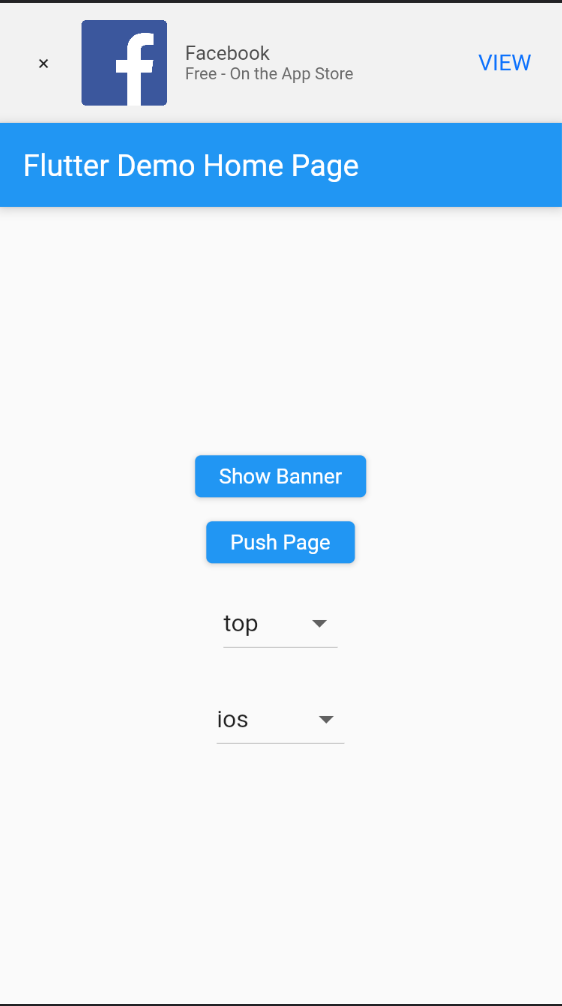 ×
Facebook
Free - On the App Store
VIEW
Flutter Demo Home Page
Show Banner
Push Page
top
ios